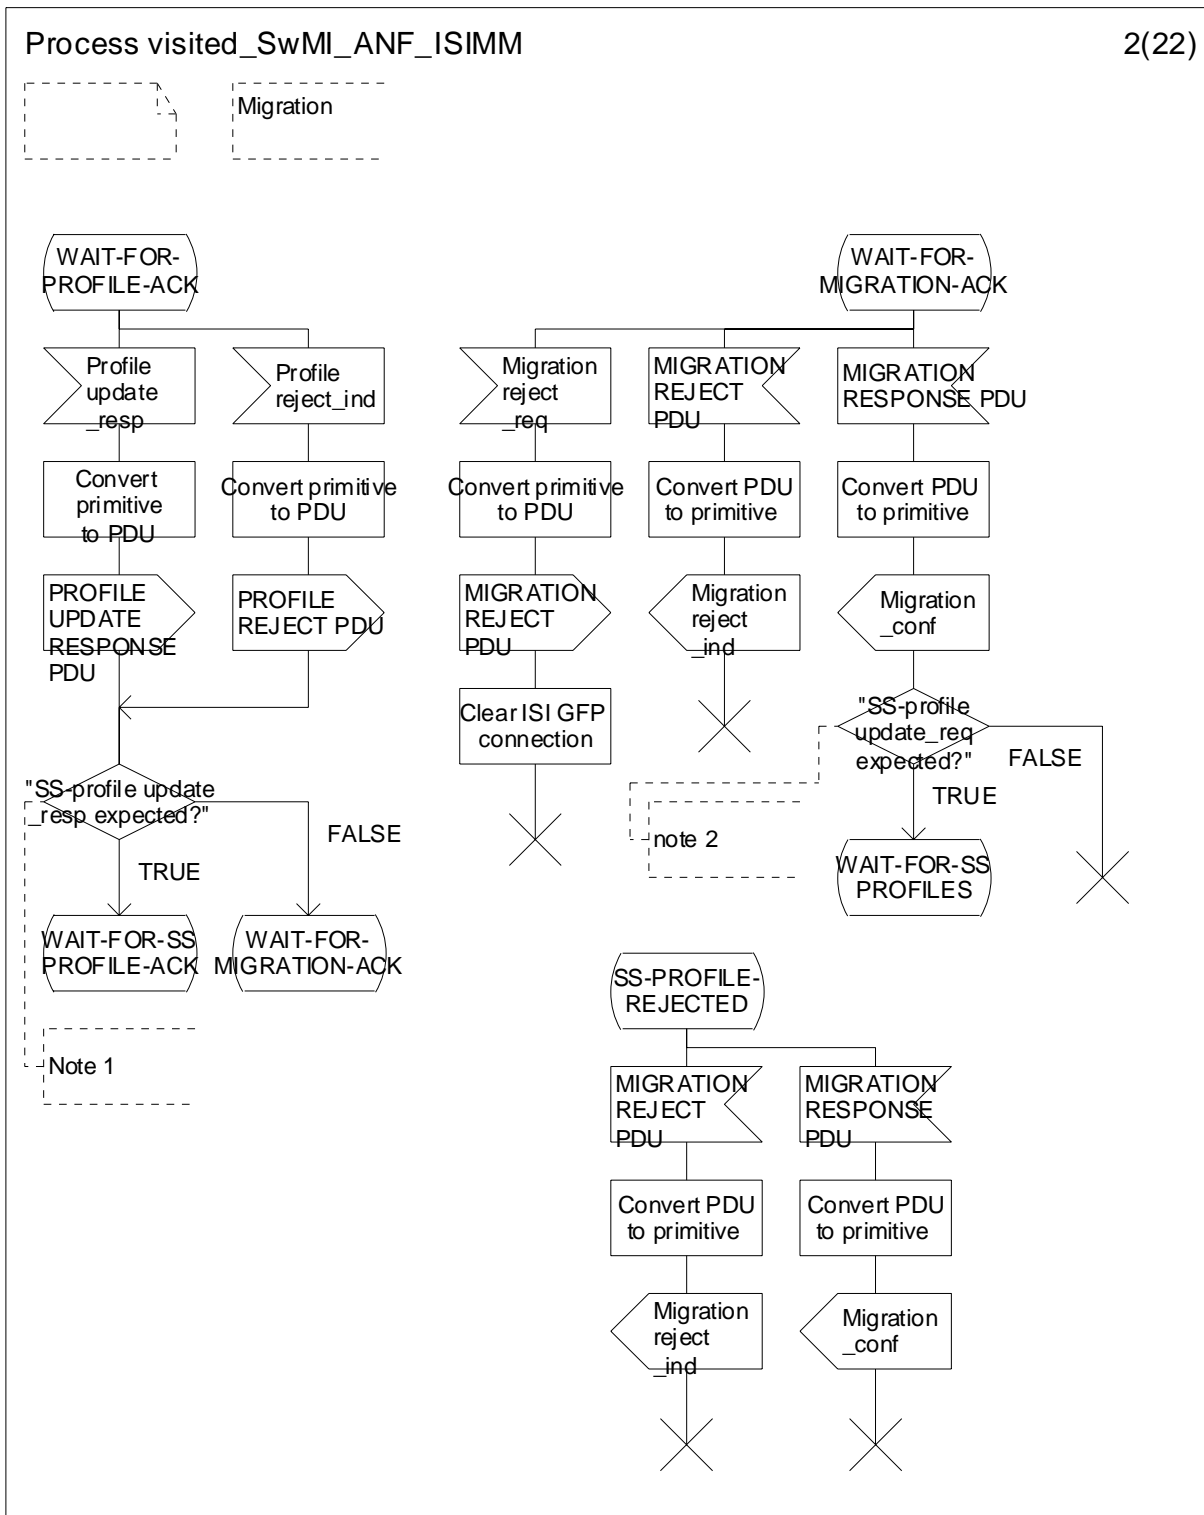 Process visited_SwMI_ANF_ISIMM
2(22)
Migration
WAIT-FOR-
PROFILE-ACK
WAIT-FOR-
MIGRATION-ACK
Profile
update
_resp
Profile
reject_ind
Migration
reject
_req
MIGRATION
REJECT
PDU
MIGRATION
RESPONSE PDU
Convert
primitive
to PDU
Convert primitive
to PDU
Convert primitive
to PDU
Convert PDU
to primitive
Convert PDU
to primitive
PROFILE
UPDATE
RESPONSE
PDU
PROFILE
REJECT PDU
MIGRATION
REJECT
PDU
Migration
reject
_ind
Migration
_conf
Clear ISI GFP
connection
"SS-profile
update_req
expected?"
FALSE
TRUE
"SS-profile update
_resp expected?"
FALSE
TRUE
note 2
WAIT-FOR-SS
PROFILES
WAIT-FOR-SS
PROFILE-ACK
WAIT-FOR-
MIGRATION-ACK
Note 1
SS-PROFILE-
REJECTED
MIGRATION
REJECT
PDU
MIGRATION
RESPONSE
PDU
Convert PDU
to primitive
Convert PDU
to primitive
Migration
reject
_ind
Migration
_conf